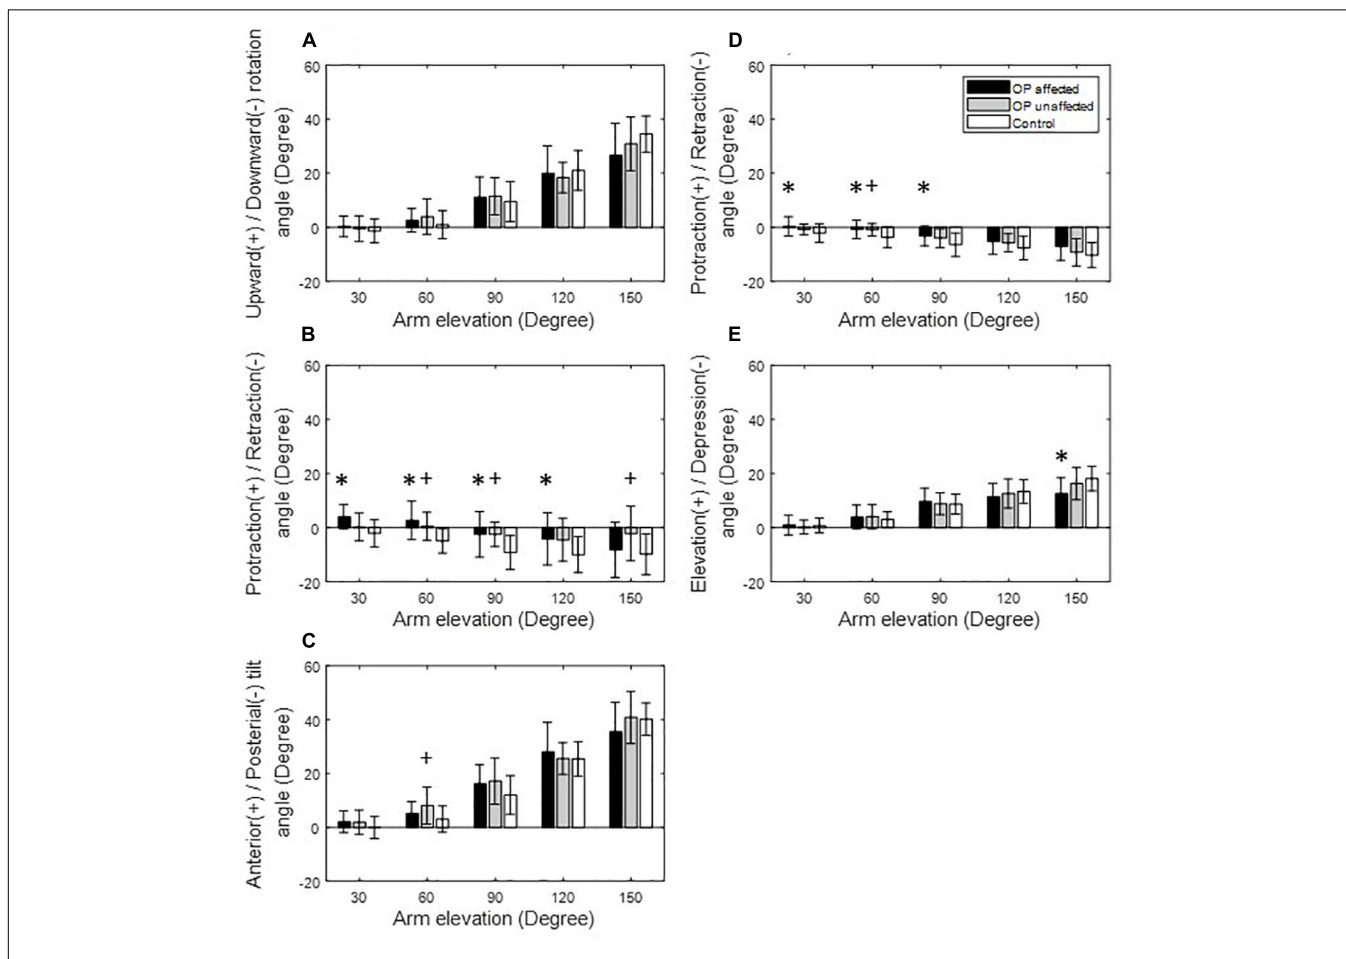 A
Upward(+) / Downward(-) rotation
angle (Degree)
60
40
20
0
-20
30 60 90 120 150
Arm elevation (Degree)
D
Protraction(+) / Retraction(-)
angle (Degree)
60
40
20
0
-20
OP affected
OP unaffected
Control
* * + *
30 60 90 120 150
Arm elevation (Degree)
B
Protraction(+) / Retraction(-)
angle (Degree)
60
40
20
0
-20
* * + * + * +
30 60 90 120 150
Arm elevation (Degree)
E
Elevation(+) / Depression(-)
angle (Degree)
60
40
20
0
-20
*
30 60 90 120 150
Arm elevation (Degree)
C
Anterior(+) / Posterial(-) tilt
angle (Degree)
60
40
20
0
-20
+
30 60 90 120 150
Arm elevation (Degree)